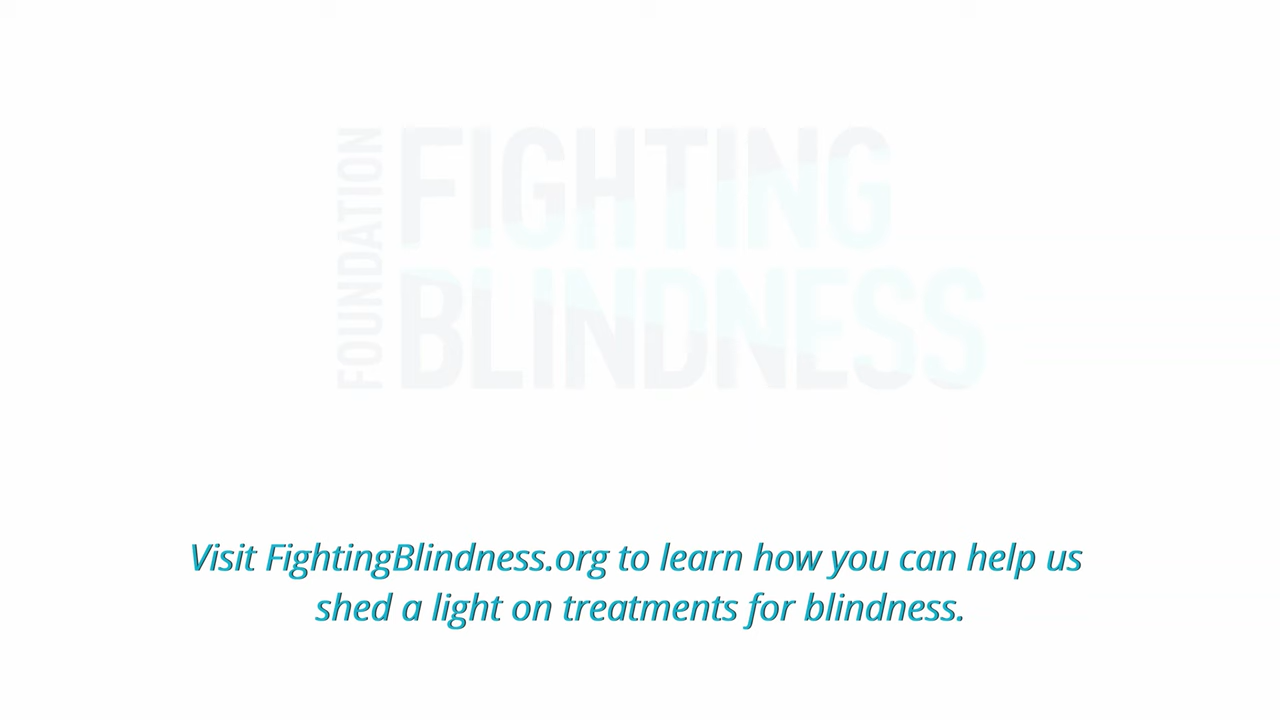 FOUNDATION
FIGHTING
BLINDNESS
Visit FightingBlindness.org to learn how you can help us
shed a light on treatments for blindness.